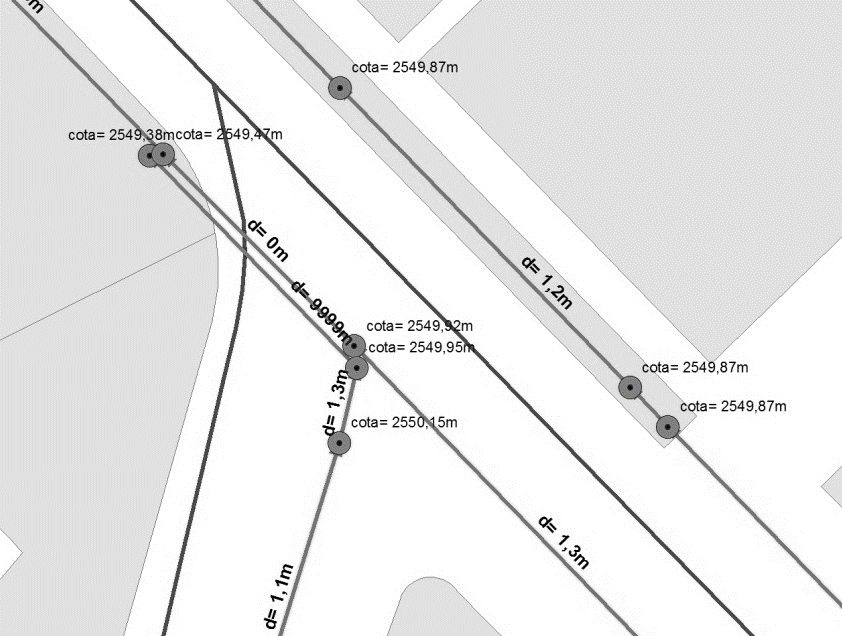 m
cota= 2549,87m
cota= 2549,38m
cota= 2549,47m
d= 0m
d= 1,2m
d= 9999m
cota= 2549,92m
cota= 2549,95m
cota= 2549,87m
d= 1,3m
cota= 2549,87m
cota= 2550,15m
d= 1,3m
d= 1,1m